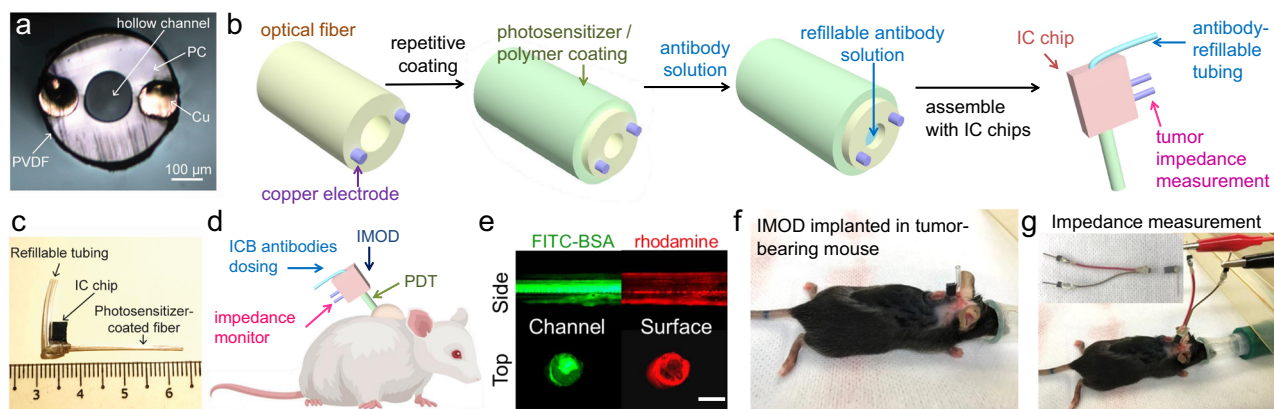 a
hollow channel
PC
Cu
PVDF
100 µm
b
optical fiber
repetitive
coating
photosensitizer /
polymer coating
antibody
solution
refillable antibody
solution
assemble
with IC chips
IC chip
antibody-
refillable
tubing
tumor
impedance
measurement
copper electrode
c
Refillable tubing
IC chip
Photosensitizer-
coated fiber
3 4 5 6
d
ICB antibodies
dosing
IMOD
PDT
impedance
monitor
e
FITC-BSA
rhodamine
Side
Channel
Surface
Top
f
IMOD implanted in tumor-
bearing mouse
g
Impedance measurement